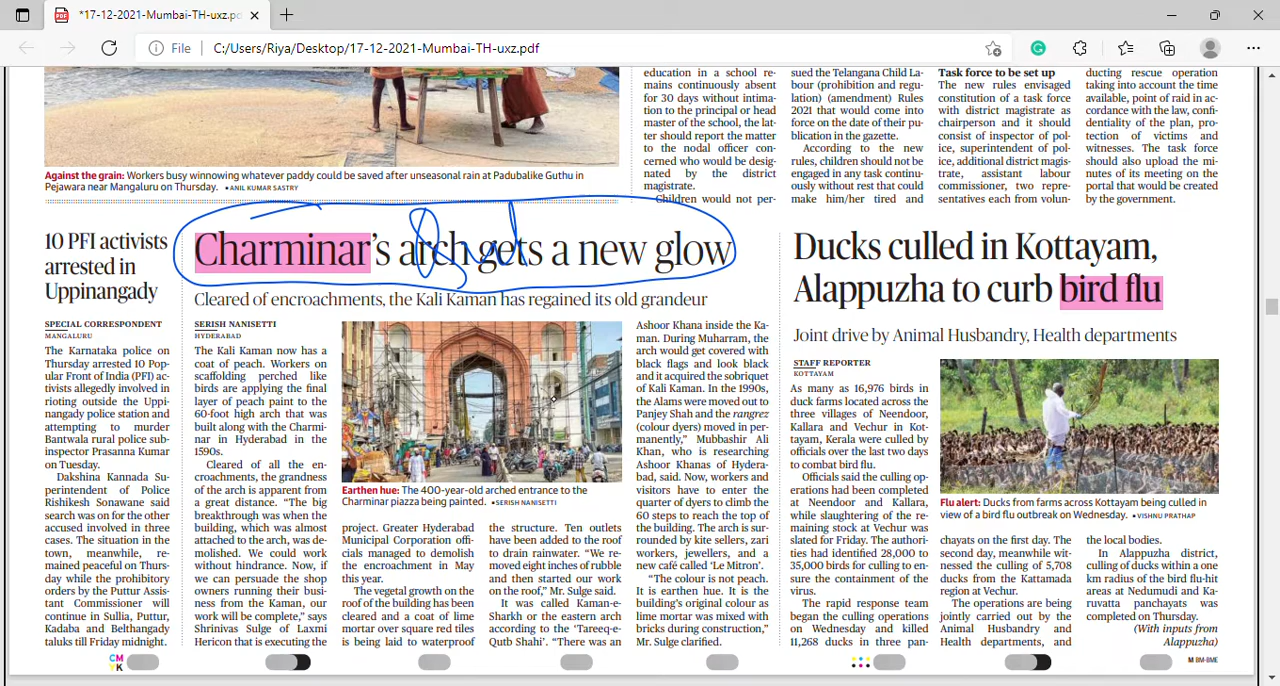 *17-12-2021-Mumbai-TH-uxz.pd
File
C:/Users/Riya/Desktop/17-12-2021-Mumbai-TH-uxz.pdf
Against the grain: Workers busy winnowing whatever paddy could be saved after unseasonal rain at Padubalike Guthu in
Pejawara near Mangaluru on Thursday. •ANIL KUMAR SASTRY
education in a school re-
mains continuously absent
for 30 days without intima-
tion to the principal or head
master of the school, the lat-
ter should report the matter
to the nodal officer con-
cerned who would be desig-
nated by the district
magistrate.
Children would not per-
sued the Telangana Child La-
bour (prohibition and regu-
lation) (amendment) Rules
2021 that would come into
force on the date of their pu-
blication in the gazette.
According to the new
rules, children should not be
engaged in any task continu-
ously without rest that could
make him/her tired and
Task force to be set up
The new rules envisaged
constitution of a task force
with district magistrate as
chairperson and it should
consist of inspector of pol-
ice, superintendent of pol-
ice, additional district magis-
trate, assistant labour
commissioner, two repre-
sentatives each from volun-
ducting rescue operation
taking into account the time
available, point of raid in ac-
cordance with the law, confi-
dentiality of the plan, pro-
tection of victims and
witnesses. The task force
should also upload the mi-
nutes of its meeting on the
portal that would be created
by the government.
10 PFI activists
arrested in
Uppinangady
SPECIAL CORRESPONDENT
MANGALURU
The Karnataka police on
Thursday arrested 10 Pop-
ular Front of India (PFI) ac-
tivists allegedly involved in
rioting outside the Uppi-
nangady police station and
attempting to murder
Bantwala rural police sub-
inspector Prasanna Kumar
on Tuesday.
Dakshina Kannada Su-
perintendent of Police
Rishikesh Sonawane said
search was on for the other
accused involved in three
cases. The situation in the
town, meanwhile, re-
mained peaceful on Thurs-
day while the prohibitory
orders by the Puttur Assis-
tant Commissioner will
continue in Sullia, Puttur,
Kadaba and Belthangady
taluks till Friday midnight.
Charminar's arch gets a new glow
Cleared of encroachments, the Kali Kaman has regained its old grandeur
SERISH NANISETTI
HYDERABAD
The Kali Kaman now has a
coat of peach. Workers on
scaffolding perched like
birds are applying the final
layer of peach paint to the
60-foot high arch that was
built along with the Charmi-
nar in Hyderabad in the
1590s.
Cleared of all the en-
croachments, the grandness
of the arch is apparent from
a great distance. “The big
breakthrough was when the
building, which was almost
attached to the arch, was de-
molished. We could work
without hindrance. Now, if
we can persuade the shop
owners running their busi-
ness from the Kaman, our
work will be complete,” says
Shrinivas Sulge of Jeernod
Hericon that is executing the
Earthen hue: The 400-year-old arched entrance to the
Charminar piazza being painted. •SERISH NANISETTI
project. Greater Hyderabad
Municipal Corporation offi-
cials managed to demolish
the encroachment in May
this year.
The vegetal growth on the
roof of the building has been
cleared and a coat of lime
mortar over square red tiles
is being laid to waterproof
the structure. Ten outlets
have been added to the roof
to drain rainwater. “We re-
moved eight inches of rubble
and then started our work
on the roof,” Mr. Sulge said.
It was called Kaman-e-
Sharkh or the eastern arch
according to the ‘Tareeq-e-
Qutb Shahi’. “There was an
Ashoor Khana inside the Ka-
man. During Muharram, the
arch would get covered with
black flags and look black
and it acquired the sobriquet
of Kali Kaman. In the 1990s,
the Alams were moved out to
Panjey Shah and the rangrez
(colour dyers) moved in per-
manently,” Mubbashir Ali
Khan, who is researching
Ashoor Khanas of Hydera-
bad, said. Now, workers and
visitors have to enter the
quarter of dyers to climb the
60 steps to reach the top of
the building. The arch is sur-
rounded by kite sellers, zari
workers, jewellers, and a
new café called ‘Le Mitron’.
“The colour is not peach.
It is earthen hue. It is the
building’s original colour as
lime mortar was mixed with
bricks during construction,”
Mr. Sulge clarified.
Ducks culled in Kottayam,
Alappuzha to curb bird flu
Joint drive by Animal Husbandry, Health departments
STAFF REPORTER
KOTTAYAM
As many as 16,976 birds in
duck farms located across the
three villages of Neendoor,
Kallara and Vechur in Kot-
tayam, Kerala were culled by
officials over the last two days
to combat bird flu.
Officials said the culling op-
erations had been completed
at Neendoor and Kallara,
while slaughtering of the re-
maining stock at Vechur was
slated for Friday. The authori-
ties had identified 28,000 to
35,000 birds for culling to en-
sure the containment of the
virus.
The rapid response team
began the culling operations
on Wednesday and killed
11,268 ducks in three pan-
Flu alert: Ducks from farms across Kottayam being culled in
view of a bird flu outbreak on Wednesday. •VISHNU PRATHAP
chayats on the first day. The
second day, meanwhile wit-
nessed the culling of 5,708
ducks from the Kattamada
region at Vechur.
The operations are being
jointly carried out by the
Animal Husbandry and
Health departments, and
the local bodies.
In Alappuzha district,
culling of ducks within a one
km radius of the bird flu-hit
areas at Nedumudi and Ka-
ruvatta panchayats was
completed on Thursday.
(With inputs from
Alappuzha)
CM
YK
M BM-BME